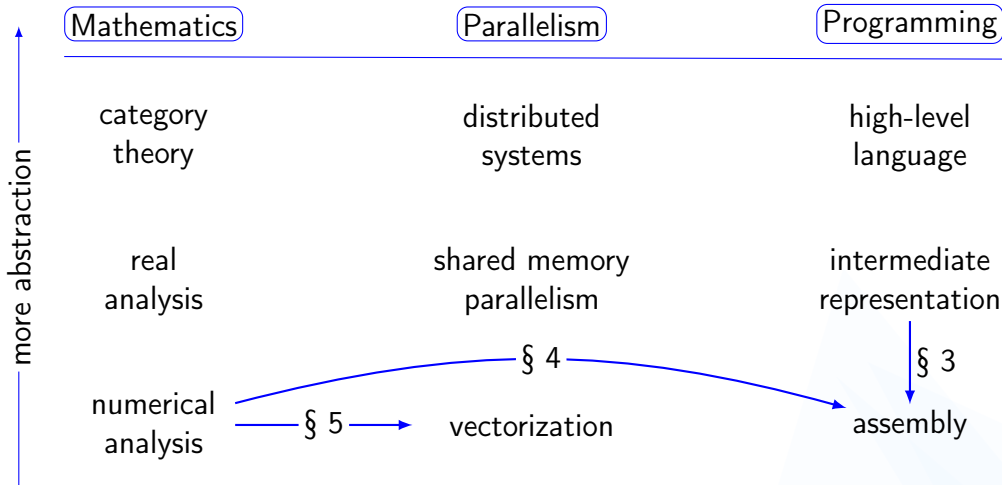 Mathematics
Parallelism
Programming
more abstraction
category
theory
distributed
systems
high-level
language
real
analysis
shared memory
parallelism
intermediate
representation
§ 4
§ 3
numerical
analysis
§ 5
vectorization
assembly